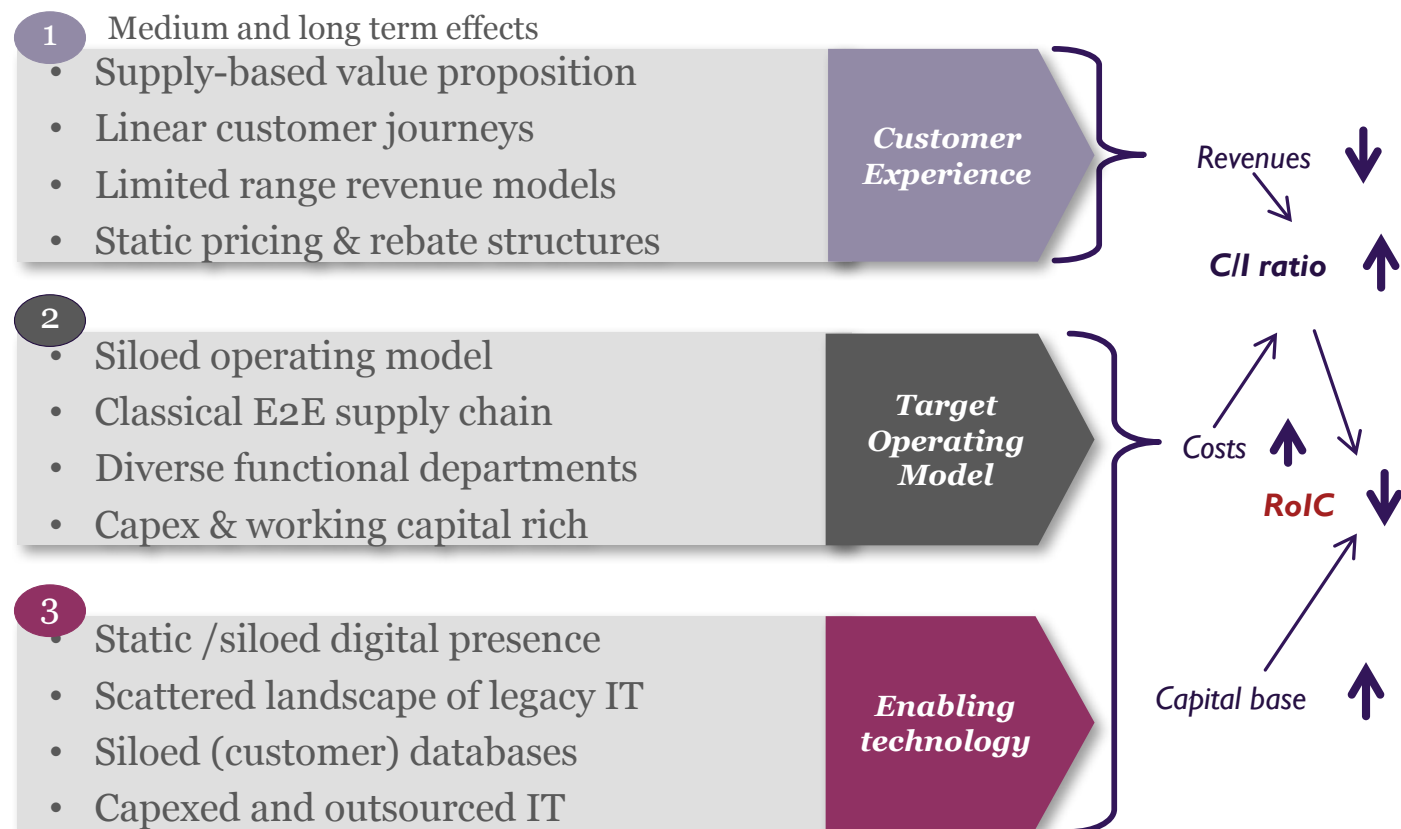 1
Medium and long term effects
• Supply-based value proposition
• Linear customer journeys
• Limited range revenue models
• Static pricing & rebate structures
Customer
Experience
Revenues
C/I ratio
2
• Siloed operating model
• Classical E2E supply chain
• Diverse functional departments
• Capex & working capital rich
Target
Operating
Model
Costs
RoIC
3
• Static /siloed digital presence
• Scattered landscape of legacy IT
• Siloed (customer) databases
• Capexed and outsourced IT
Enabling
technology
Capital base